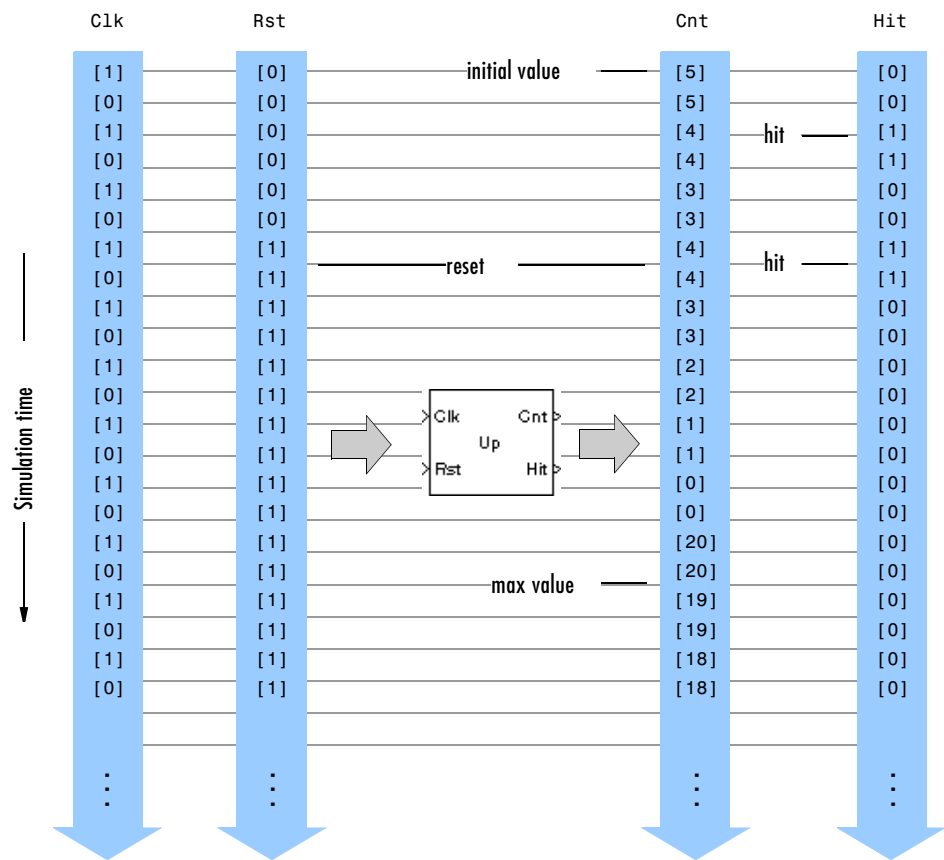 Clk Rst Cnt Hit
[1] [0] initial value [5] [0]
[0] [0] [5] [0]
[1] [0] [4] hit [1]
[0] [0] [4] [1]
[1] [0] [3] [0]
[0] [0] [3] [0]
[1] [1] [4] [1]
reset hit
[0] [1] [4] [1]
[1] [1] [3] [0]
[0] [1] [3] [0]
[1] [1] [2] [0]
[0] [1] [2] [0]
[1] [1] Clk Cnt [1] [0]
Up
[0] [1] Rst Hit [1] [0]
[1] [1] [0] [0]
[0] [1] [0] [0]
[1] [1] [20] [0]
[0] [1] max value [20] [0]
[1] [1] [19] [0]
[0] [1] [19] [0]
[1] [1] [18] [0]
[0] [1] [18] [0]
Simulation time